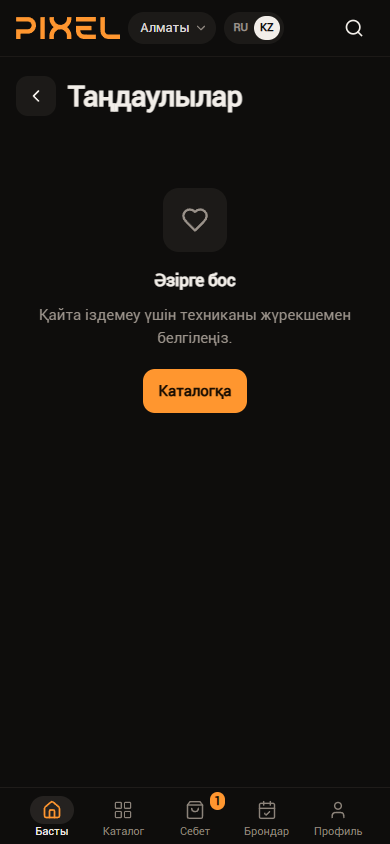 PIXEL
Алматы
RU KZ
Таңдаулылар
Әзірге бос
Қайта іздемеу үшін техниканы жүрекшемен
белгілеңіз.
Каталогқа
1
Басты Каталог Себет Брондар Профиль